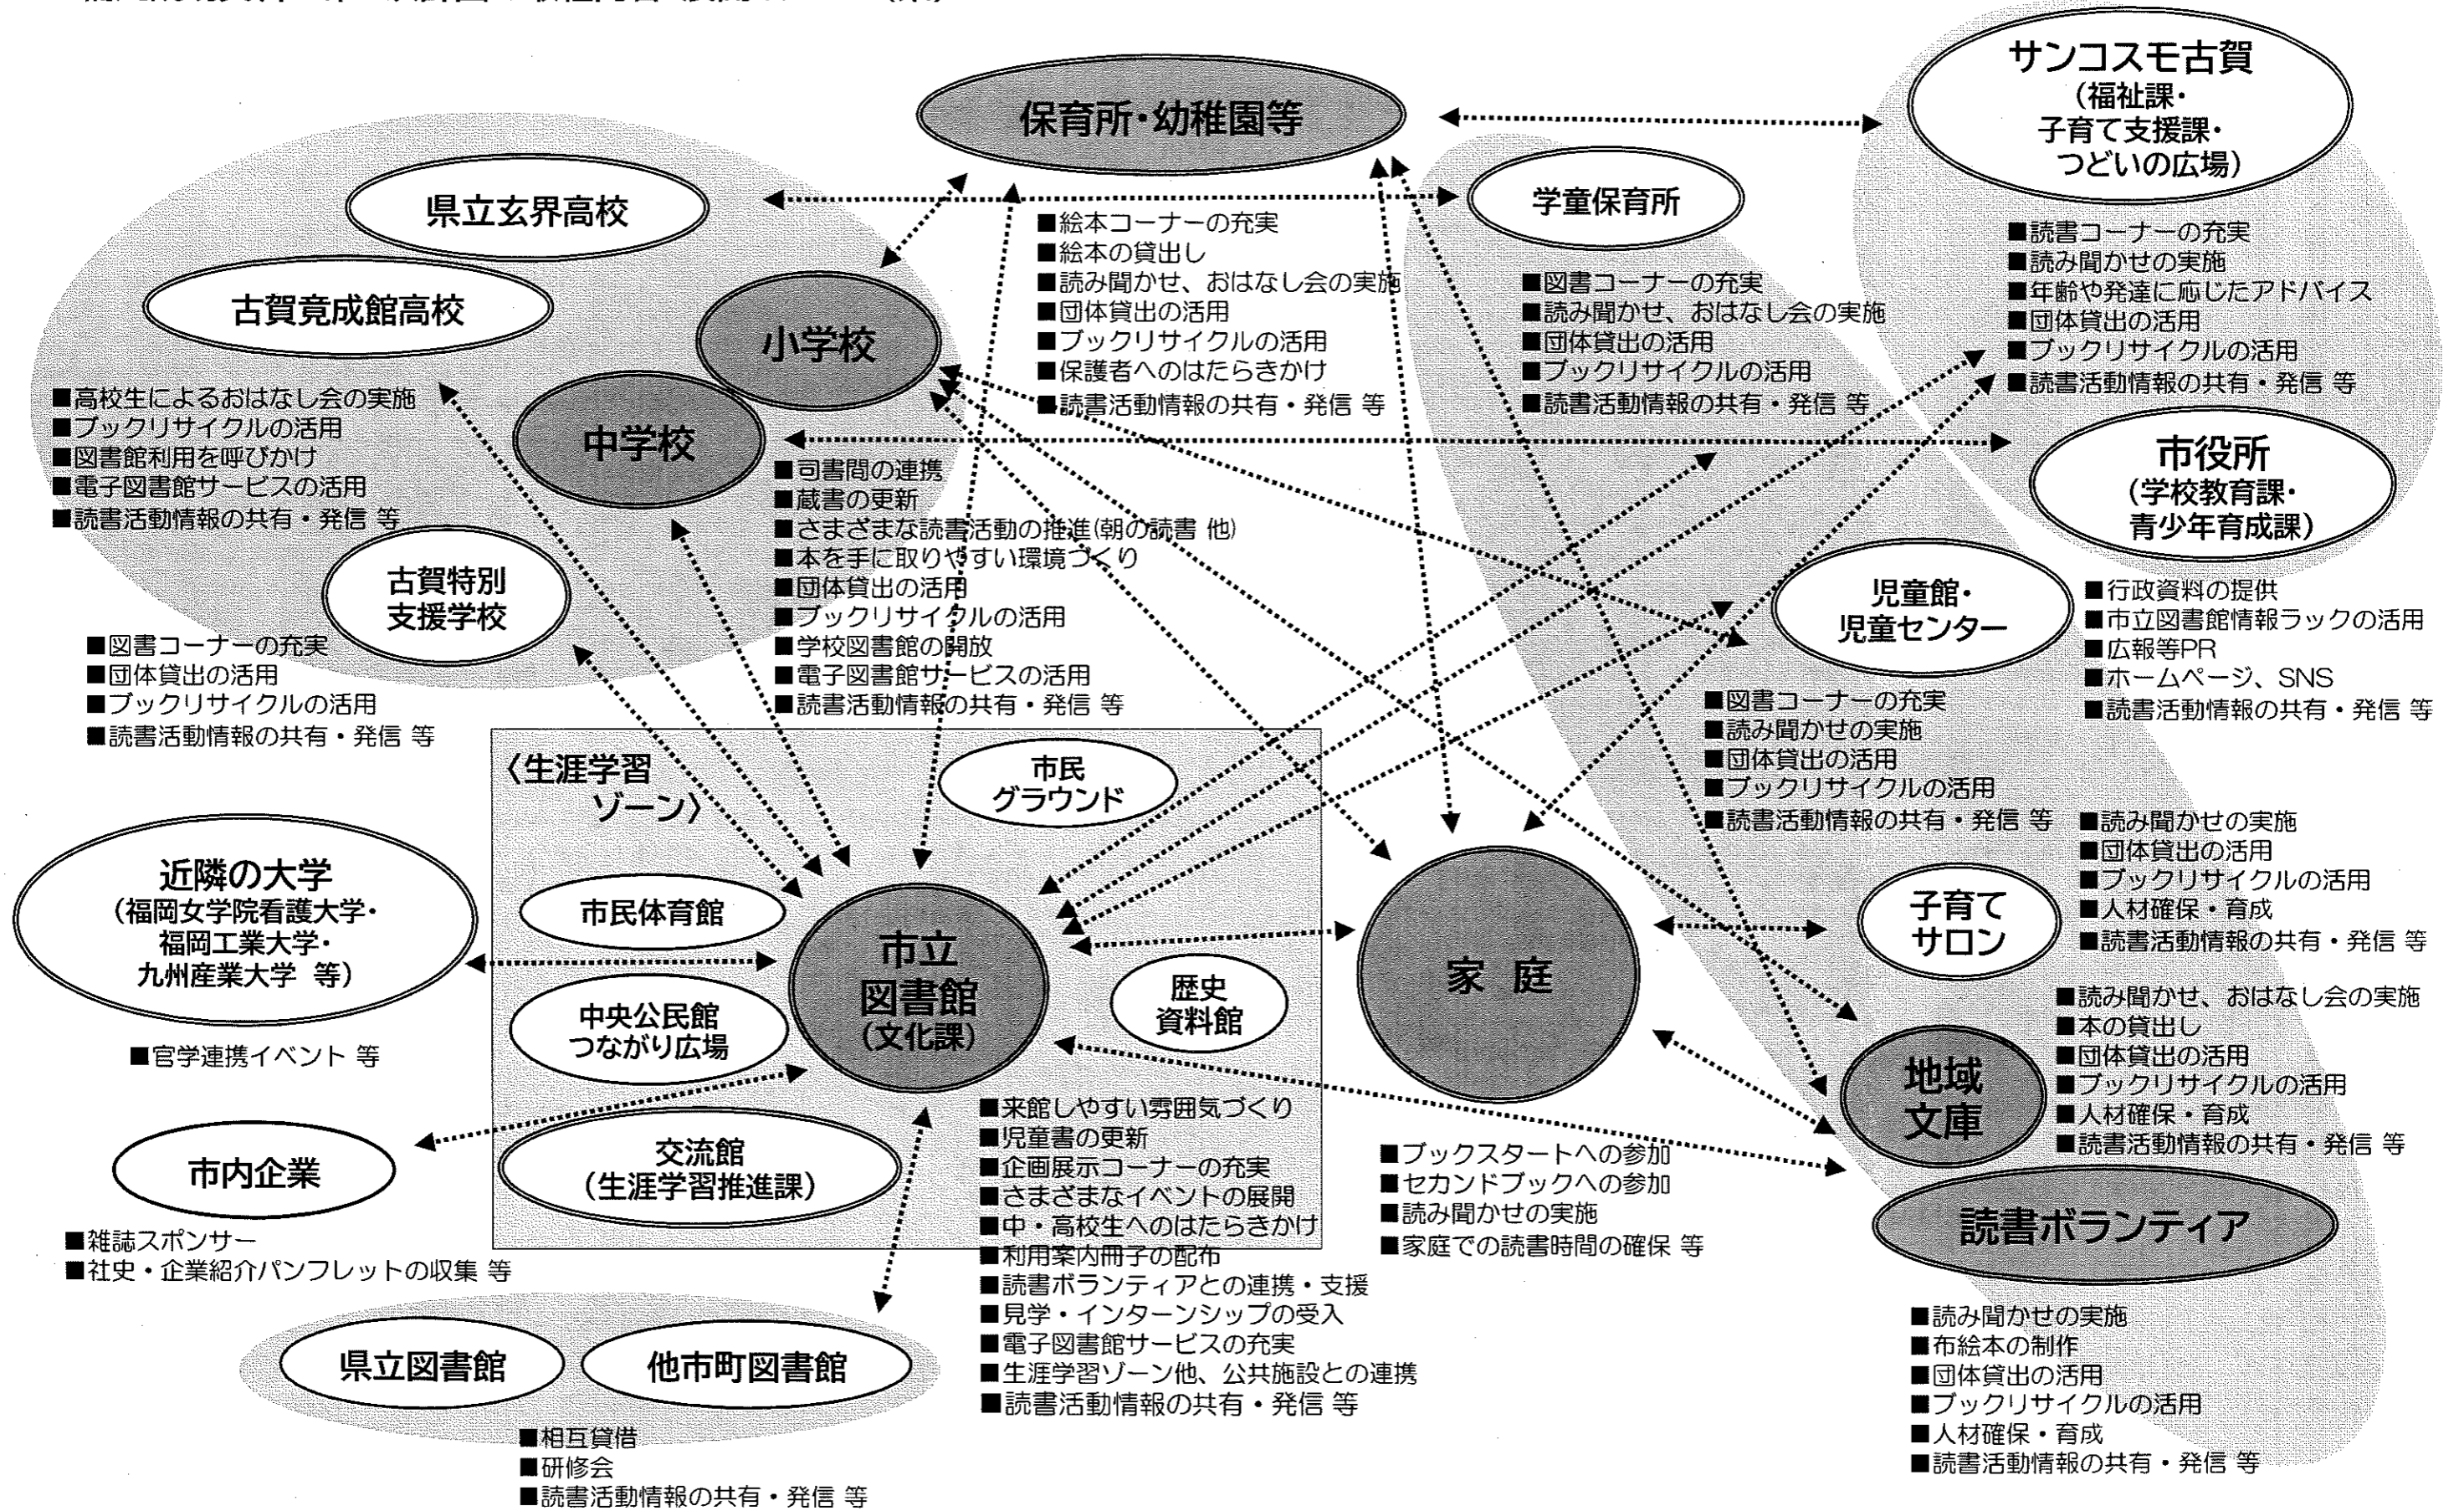 保育所・幼稚園等
■絵本コーナーの充実
■絵本の貸出し
■読み聞かせ、おはなし会の実施
■団体貸出の活用
■ブックリサイクルの活用
■保護者へのはたらきかけ
■読書活動情報の共有・発信 等
サンコスモ古賀
（福祉課・
子育て支援課・
つどいの広場）
■読書コーナーの充実
■読み聞かせの実施
■年齢や発達に応じたアドバイス
■団体貸出の活用
■ブックリサイクルの活用
■読書活動情報の共有・発信 等
学童保育所
■図書コーナーの充実
■読み聞かせ、おはなし会の実施
■団体貸出の活用
■ブックリサイクルの活用
■読書活動情報の共有・発信 等
県立玄界高校
古賀竟成館高校
■高校生によるおはなし会の実施
■ブックリサイクルの活用
■図書館利用を呼びかけ
■電子図書館サービスの活用
■読書活動情報の共有・発信 等
小学校
中学校
■司書間の連携
■蔵書の更新
■さまざまな読書活動の推進(朝の読書 他)
■本を手に取りやすい環境づくり
■団体貸出の活用
■ブックリサイクルの活用
■学校図書館の開放
■電子図書館サービスの活用
■読書活動情報の共有・発信 等
市役所
（学校教育課・
青少年育成課）
■行政資料の提供
■市立図書館情報ラックの活用
■広報等PR
■ホームページ、SNS
■読書活動情報の共有・発信 等
古賀特別
支援学校
■図書コーナーの充実
■団体貸出の活用
■ブックリサイクルの活用
■読書活動情報の共有・発信 等
児童館・
児童センター
■図書コーナーの充実
■読み聞かせの実施
■団体貸出の活用
■ブックリサイクルの活用
■読書活動情報の共有・発信 等
〈生涯学習
ゾーン〉
市民
グラウンド
市民体育館
中央公民館
つながり広場
交流館
（生涯学習推進課）
歴史
資料館
市立
図書館
（文化課）
■来館しやすい雰囲気づくり
■児童書の更新
■企画展示コーナーの充実
■さまざまなイベントの展開
■中・高校生へのはたらきかけ
■利用案内冊子の配布
■読書ボランティアとの連携・支援
■見学・インターンシップの受入
■電子図書館サービスの充実
■生涯学習ゾーン他、公共施設との連携
■読書活動情報の共有・発信 等
近隣の大学
（福岡女学院看護大学・
福岡工業大学・
九州産業大学 等）
■官学連携イベント 等
市内企業
■雑誌スポンサー
■社史・企業紹介パンフレットの収集 等
県立図書館
他市町図書館
■相互貸借
■研修会
■読書活動情報の共有・発信 等
家 庭
■ブックスタートへの参加
■セカンドブックへの参加
■読み聞かせの実施
■家庭での読書時間の確保 等
子育て
サロン
■読み聞かせの実施
■団体貸出の活用
■ブックリサイクルの活用
■人材確保・育成
■読書活動情報の共有・発信 等
地域
文庫
■読み聞かせ、おはなし会の実施
■本の貸出し
■団体貸出の活用
■ブックリサイクルの活用
■人材確保・育成
■読書活動情報の共有・発信 等
読書ボランティア
■読み聞かせの実施
■布絵本の制作
■団体貸出の活用
■ブックリサイクルの活用
■人材確保・育成
■読書活動情報の共有・発信 等